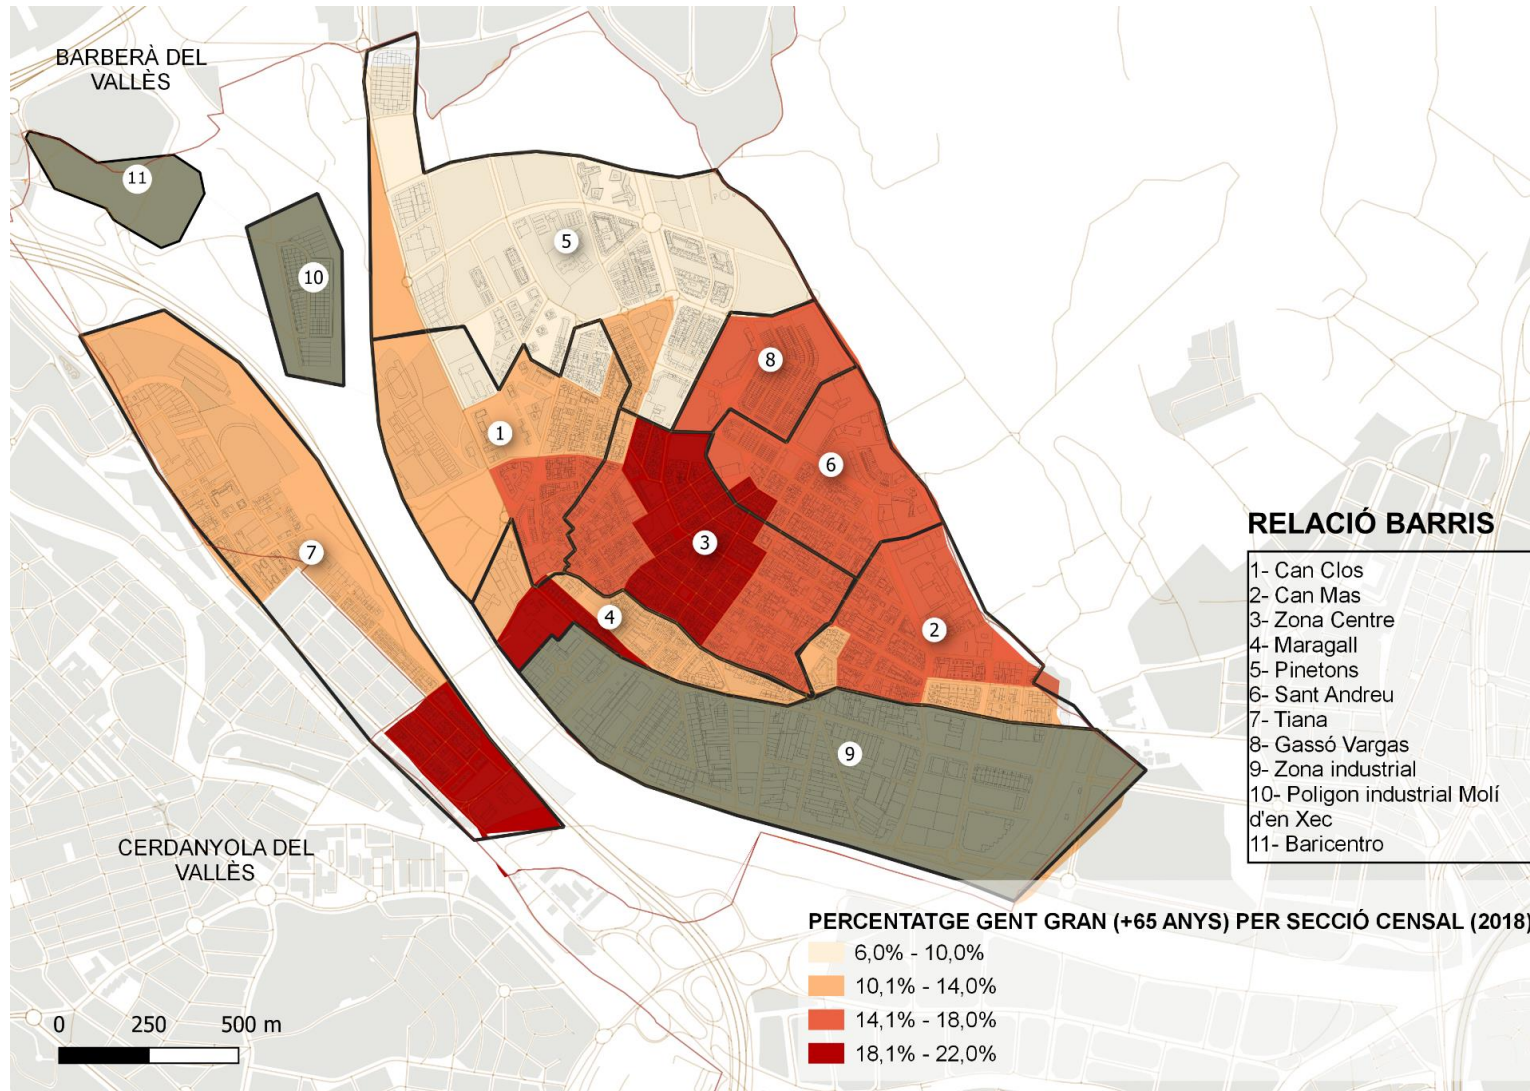 BARBERÀ DEL
VALLÈS
11
10
5
8
1
6
3
7
4
2
9
RELACIÓ BARRIS
1- Can Clos
2- Can Mas
3- Zona Centre
4- Maragall
5- Pinetons
6- Sant Andreu
7- Tiana
8- Gassó Vargas
9- Zona industrial
10- Poligon industrial Molí
d'en Xec
11- Baricentro
CERDANYOLA DEL
VALLÈS
PERCENTATGE GENT GRAN (+65 ANYS) PER SECCIÓ CENSAL (2018)
6,0% - 10,0%
10,1% - 14,0%
14,1% - 18,0%
18,1% - 22,0%
0 250 500 m